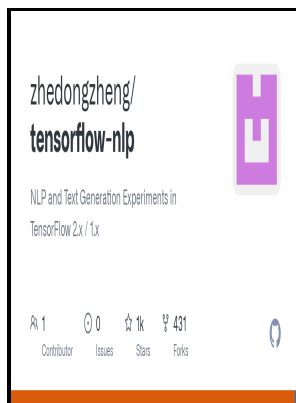 zhedongzheng/
tensorflow-nlp
NLP and Text Generation Experiments in
TensorFlow 2.x / 1.x
1 0 1k 431
Contributor Issues Stars Forks